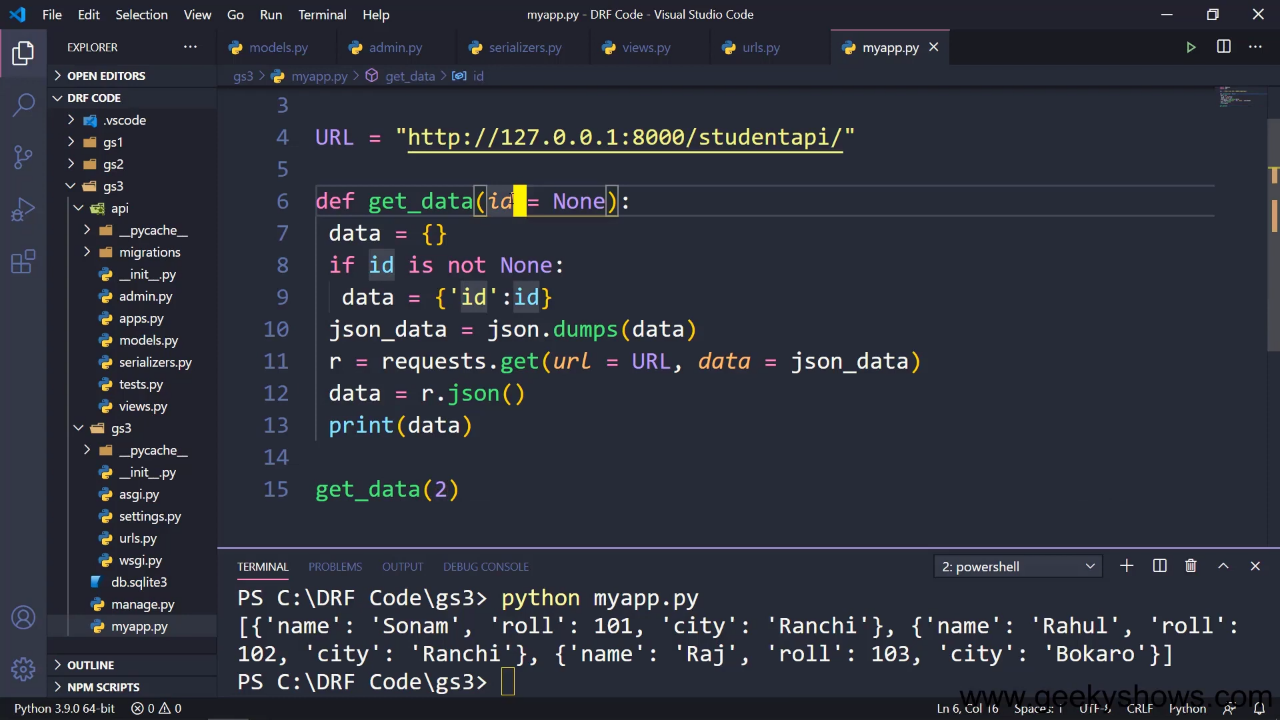 File Edit Selection View Go Run Terminal Help myapp.py - DRF Code - Visual Studio Code
EXPLORER
models.py admin.py serializers.py views.py urls.py myapp.py
OPEN EDITORS
gs3 > myapp.py > get_data > id
DRF CODE
.vscode
gs1
gs2
gs3
api
__pycache__
migrations
__init__.py
admin.py
apps.py
models.py
serializers.py
tests.py
views.py
gs3
__pycache__
__init__.py
asgi.py
settings.py
urls.py
wsgi.py
db.sqlite3
manage.py
myapp.py
OUTLINE
NPM SCRIPTS
3
4 URL = "http://127.0.0.1:8000/studentapi/"
5
6 def get_data(id = None):
7 data = {}
8 if id is not None:
9 data = {'id':id}
10 json_data = json.dumps(data)
11 r = requests.get(url = URL, data = json_data)
12 data = r.json()
13 print(data)
14
15 get_data(2)
TERMINAL PROBLEMS OUTPUT DEBUG CONSOLE 2: powershell
PS C:\DRF Code\gs3> python myapp.py
[{'name': 'Sonam', 'roll': 101, 'city': 'Ranchi'}, {'name': 'Rahul', 'roll':
102, 'city': 'Ranchi'}, {'name': 'Raj', 'roll': 103, 'city': 'Bokaro'}]
PS C:\DRF Code\gs3>
www.geekyshows.com
Python 3.9.0 64-bit 0 0 Ln 6, Col 16 Spaces: 1 UTF-8 CRLF Python